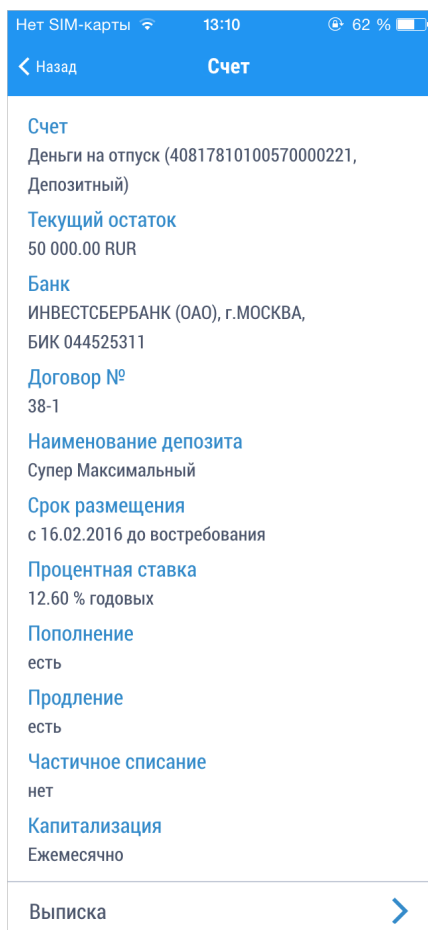 Нет SIM-карты 13:10 62 %
Назад Счет
Счет
Деньги на отпуск (40817810100570000221,
Депозитный)
Текущий остаток
50 000.00 RUR
Банк
ИНВЕСТСБЕРБАНК (ОАО), г.МОСКВА,
БИК 044525311
Договор №
38-1
Наименование депозита
Супер Максимальный
Срок размещения
с 16.02.2016 до востребования
Процентная ставка
12.60 % годовых
Пополнение
есть
Продление
есть
Частичное списание
нет
Капитализация
Ежемесячно
Выписка